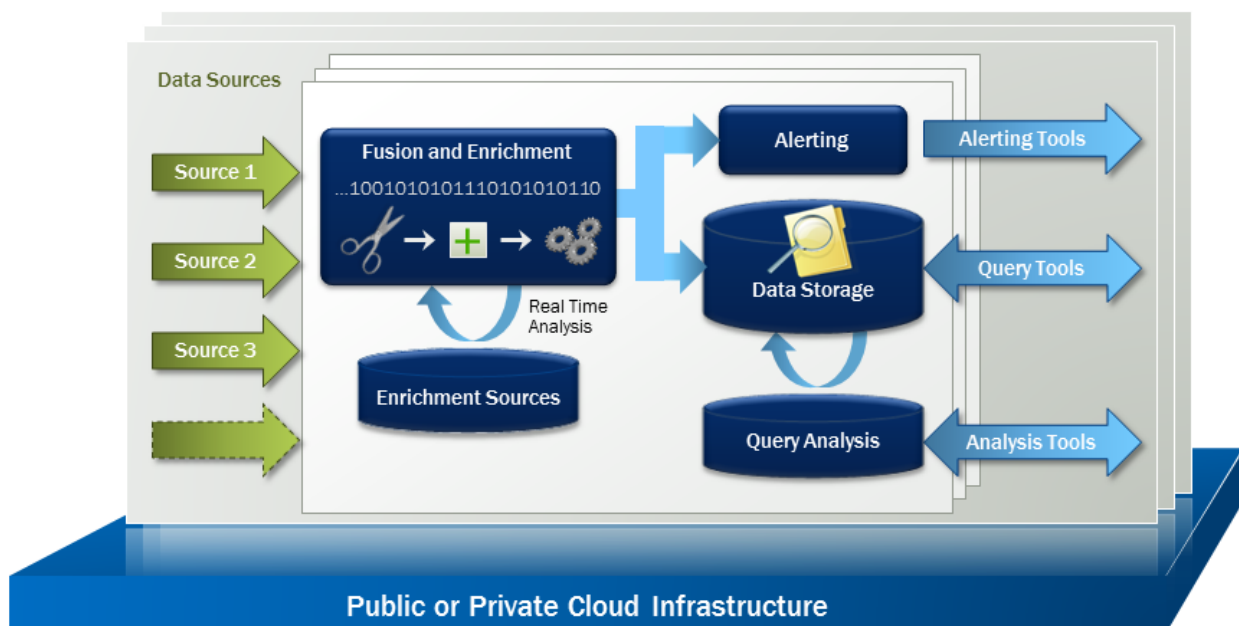 Data Sources
Source 1
Source 2
Source 3
Fusion and Enrichment
...1001010101110101010110
Real Time
Analysis
Enrichment Sources
Alerting
Data Storage
Query Analysis
Alerting Tools
Query Tools
Analysis Tools
Public or Private Cloud Infrastructure